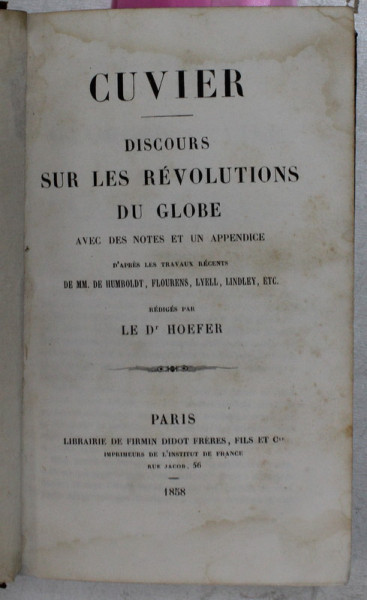 CUVIER
DISCOURS
SUR LES RÉVOLUTIONS
DU GLOBE
AVEC DES NOTES ET UN APPENDICE
D'APRÈS LES TRAVAUX RÉCENTS
DE MM. DE HUMBOLDT, FLOURENS, LYELL, LINDLEY, ETC.
RÉDIGÉS PAR
LE Dr HOEFER
PARIS
LIBRAIRIE DE FIRMIN DIDOT FRÈRES, FILS ET Cie
IMPRIMEURS DE L'INSTITUT DE FRANCE
RUE JACOB, 56
1858